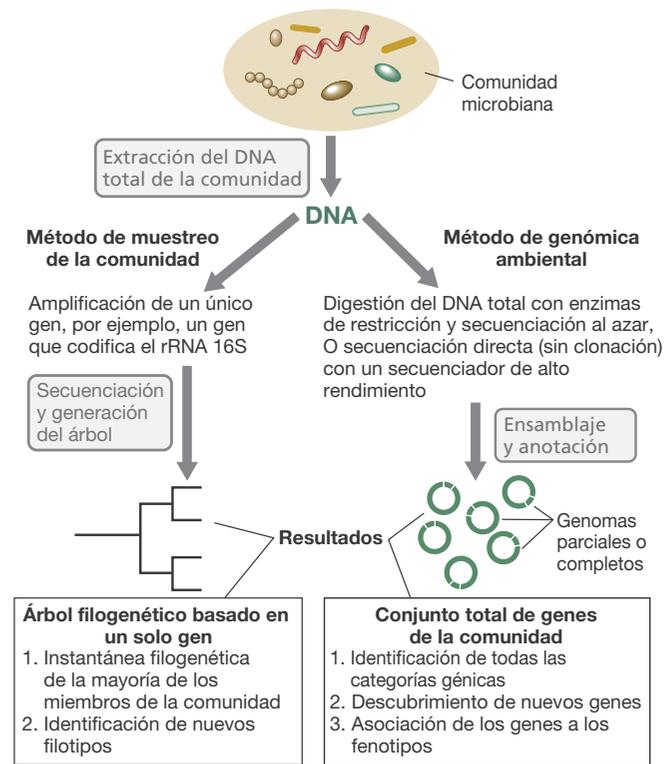 Comunidad
microbiana
Extracción del DNA
total de la comunidad
DNA
Método de muestreo
de la comunidad
Amplificación de un único
gen, por ejemplo, un gen
que codifica el rRNA 16S
Secuenciación
y generación
del árbol
Método de genómica
ambiental
Digestión del DNA total con enzimas
de restricción y secuenciación al azar,
O secuenciación directa (sin clonación)
con un secuenciador de alto
rendimiento
Ensamblaje
y anotación
Resultados
Genomas
parciales o
completos
Árbol filogenético basado en
un solo gen
1. Instantánea filogenética
de la mayoría de los
miembros de la comunidad
2. Identificación de nuevos
filotipos
Conjunto total de genes
de la comunidad
1. Identificación de todas las
categorías génicas
2. Descubrimiento de nuevos genes
3. Asociación de los genes a los
fenotipos